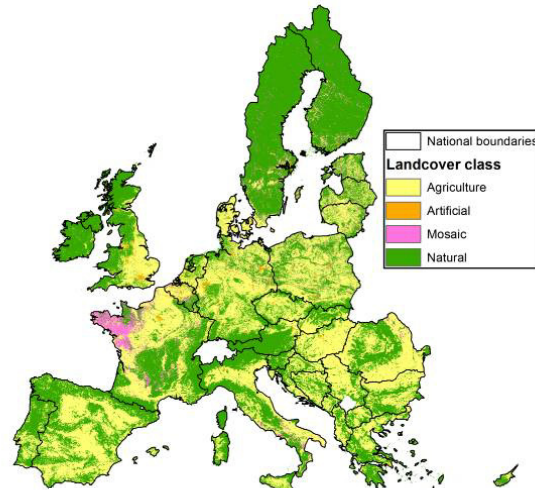 National boundaries
Landcover class
Agriculture
Artificial
Mosaic
Natural